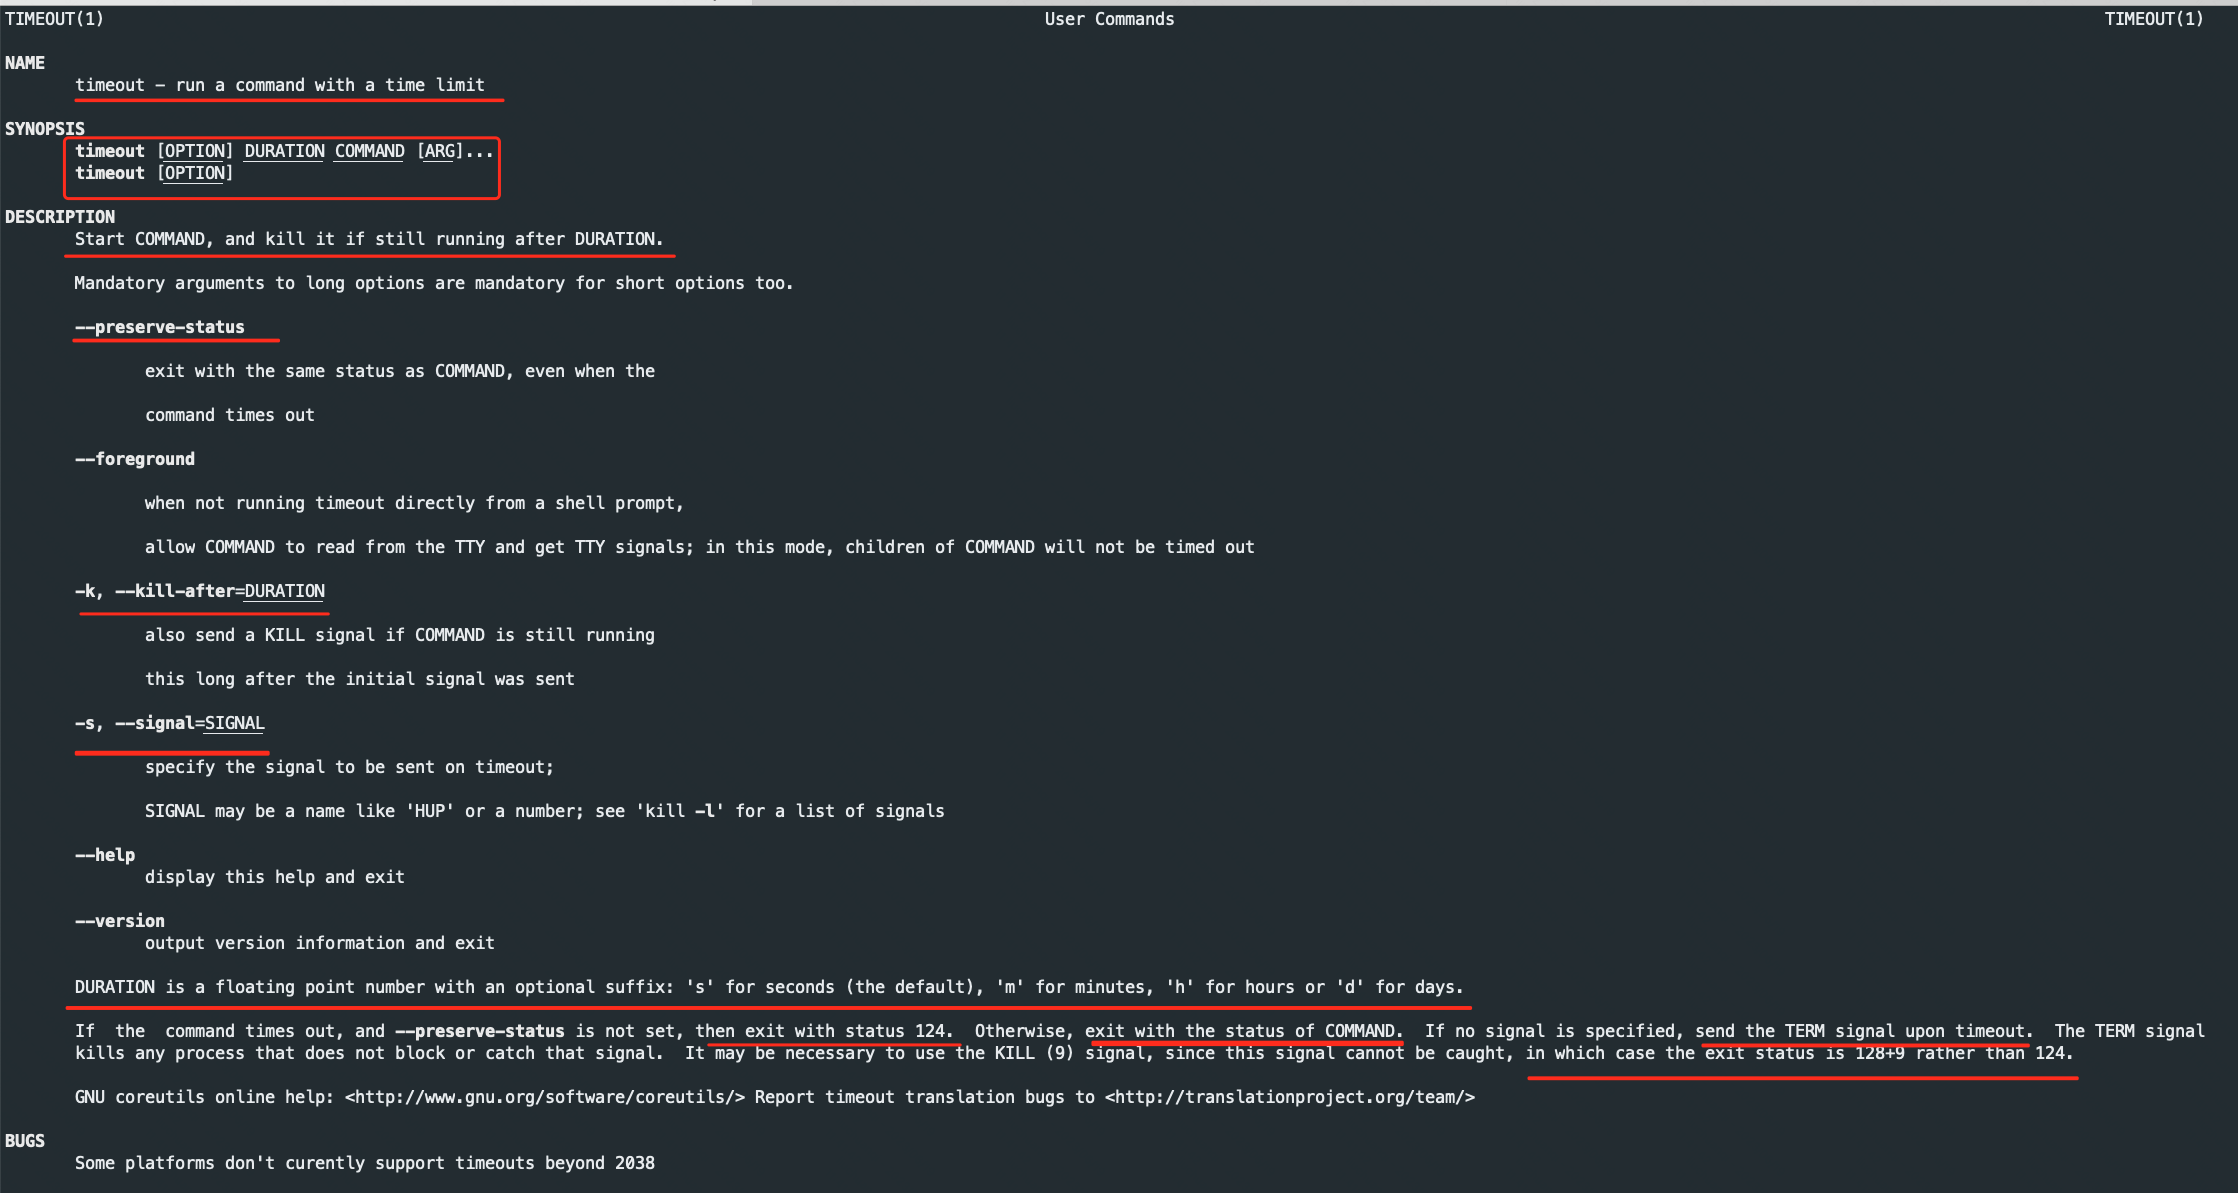 TIMEOUT(1) User Commands TIMEOUT(1)
NAME
timeout - run a command with a time limit
SYNOPSIS
timeout [OPTION] DURATION COMMAND [ARG]...
timeout [OPTION]
DESCRIPTION
Start COMMAND, and kill it if still running after DURATION.
Mandatory arguments to long options are mandatory for short options too.
--preserve-status
exit with the same status as COMMAND, even when the
command times out
--foreground
when not running timeout directly from a shell prompt,
allow COMMAND to read from the TTY and get TTY signals; in this mode, children of COMMAND will not be timed out
-k, --kill-after=DURATION
also send a KILL signal if COMMAND is still running
this long after the initial signal was sent
-s, --signal=SIGNAL
specify the signal to be sent on timeout;
SIGNAL may be a name like 'HUP' or a number; see 'kill -l' for a list of signals
--help
display this help and exit
--version
output version information and exit
DURATION is a floating point number with an optional suffix: 's' for seconds (the default), 'm' for minutes, 'h' for hours or 'd' for days.
If the command times out, and --preserve-status is not set, then exit with status 124. Otherwise, exit with the status of COMMAND. If no signal is specified, send the TERM signal upon timeout. The TERM signal
kills any process that does not block or catch that signal. It may be necessary to use the KILL (9) signal, since this signal cannot be caught, in which case the exit status is 128+9 rather than 124.
GNU coreutils online help: <http://www.gnu.org/software/coreutils/> Report timeout translation bugs to <http://translationproject.org/team/>
BUGS
Some platforms don't curently support timeouts beyond 2038